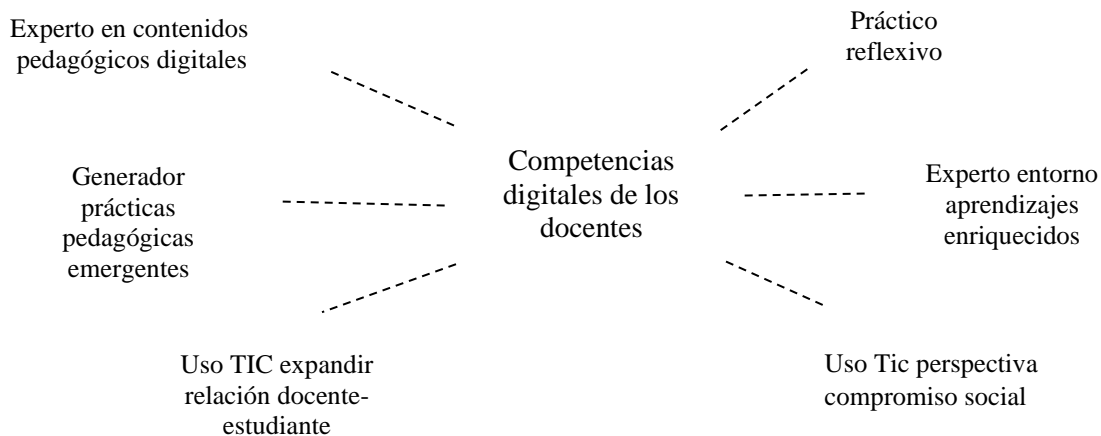 Experto en contenidos
pedagógicos digitales
Práctico
reflexivo
Competencias
digitales de los
docentes
Generador
prácticas
pedagógicas
emergentes
Experto entorno
aprendizajes
enriquecidos
Uso TIC expandir
relación docente-
estudiante
Uso Tic perspectiva
compromiso social